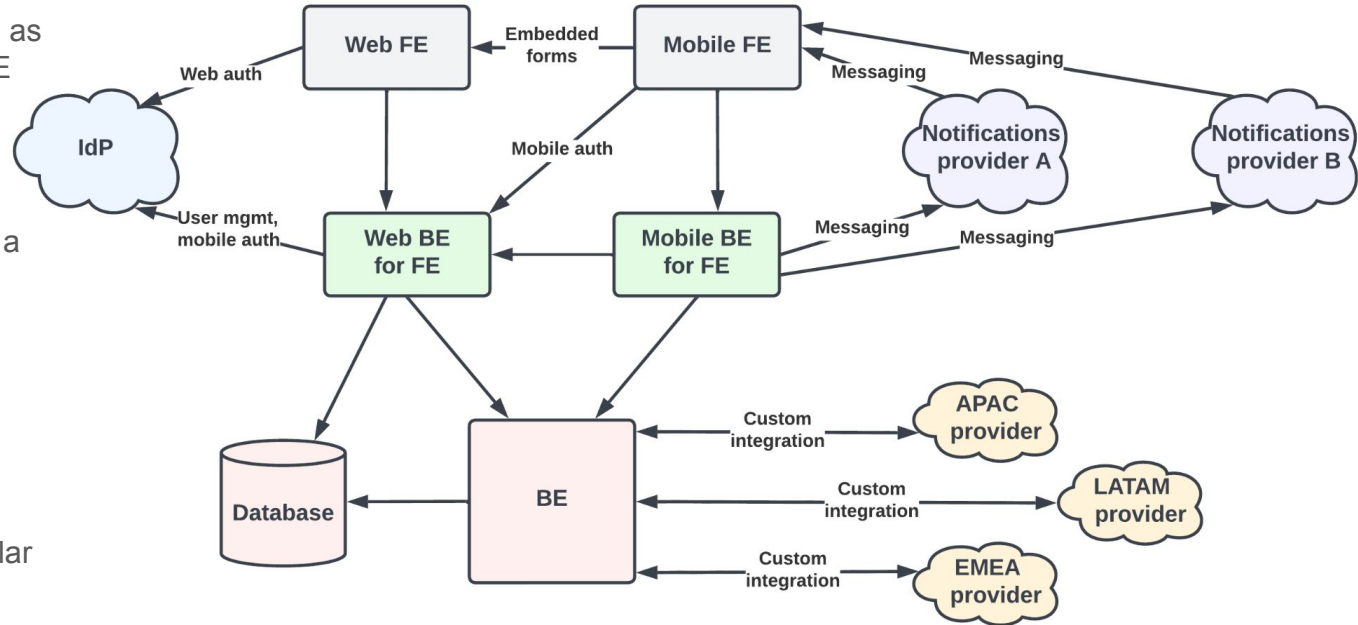 as
E
a
lar
Web FE
Embedded
forms
Mobile FE
Messaging
Messaging
Web auth
IdP
Mobile auth
Notifications
provider A
Notifications
provider B
User mgmt,
mobile auth
Web BE
for FE
Mobile BE
for FE
Messaging
Messaging
APAC
provider
Custom
integration
Database
BE
Custom
integration
LATAM
provider
Custom
integration
EMEA
provider